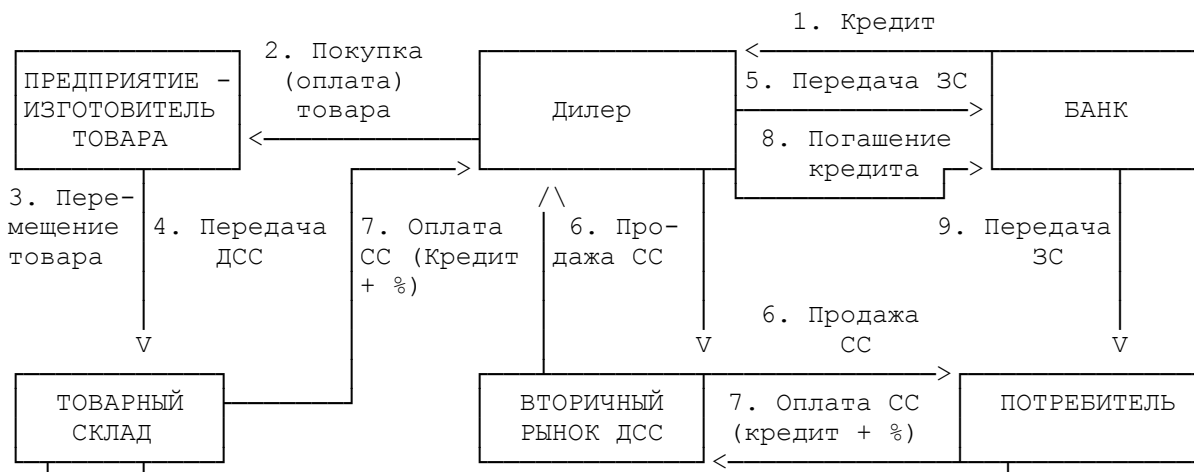 1. Кредит
2. Покупка
(оплата)
товара
ПРЕДПРИЯТИЕ -
ИЗГОТОВИТЕЛЬ
ТОВАРА
Дилер
5. Передача ЗС
БАНК
8. Погашение
кредита
3. Пере-
мещение
товара
4. Передача
ДСС
7. Оплата
СС (Кредит
+ %)
6. Про-
дажа СС
9. Передача
ЗС
6. Продажа
СС
ТОВАРНЫЙ
СКЛАД
ВТОРИЧНЫЙ
РЫНОК ДСС
7. Оплата СС
(кредит + %)
ПОТРЕБИТЕЛЬ